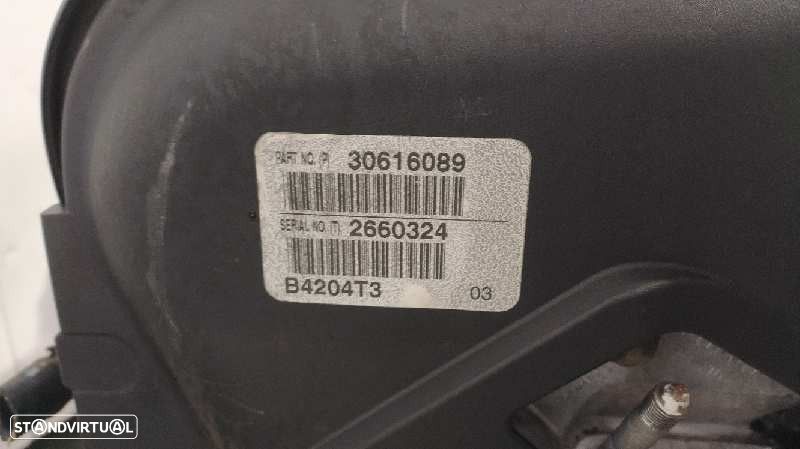 PART NO. (P) 30616089
SERIAL NO. (T) 2660324
B4204T3 03
STANDVIRTUAL